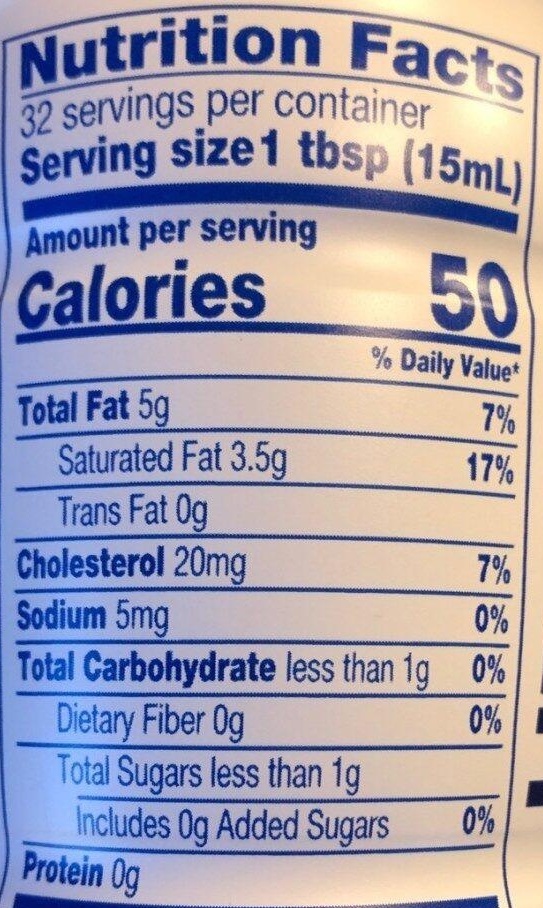 Nutrition Facts
32 servings per container
Serving size 1 tbsp (15mL)
Amount per serving
Calories 50
% Daily Value*
Total Fat 5g 7%
Saturated Fat 3.5g 17%
Trans Fat 0g
Cholesterol 20mg 7%
Sodium 5mg 0%
Total Carbohydrate less than 1g 0%
Dietary Fiber 0g 0%
Total Sugars less than 1g
Includes 0g Added Sugars 0%
Protein 0g